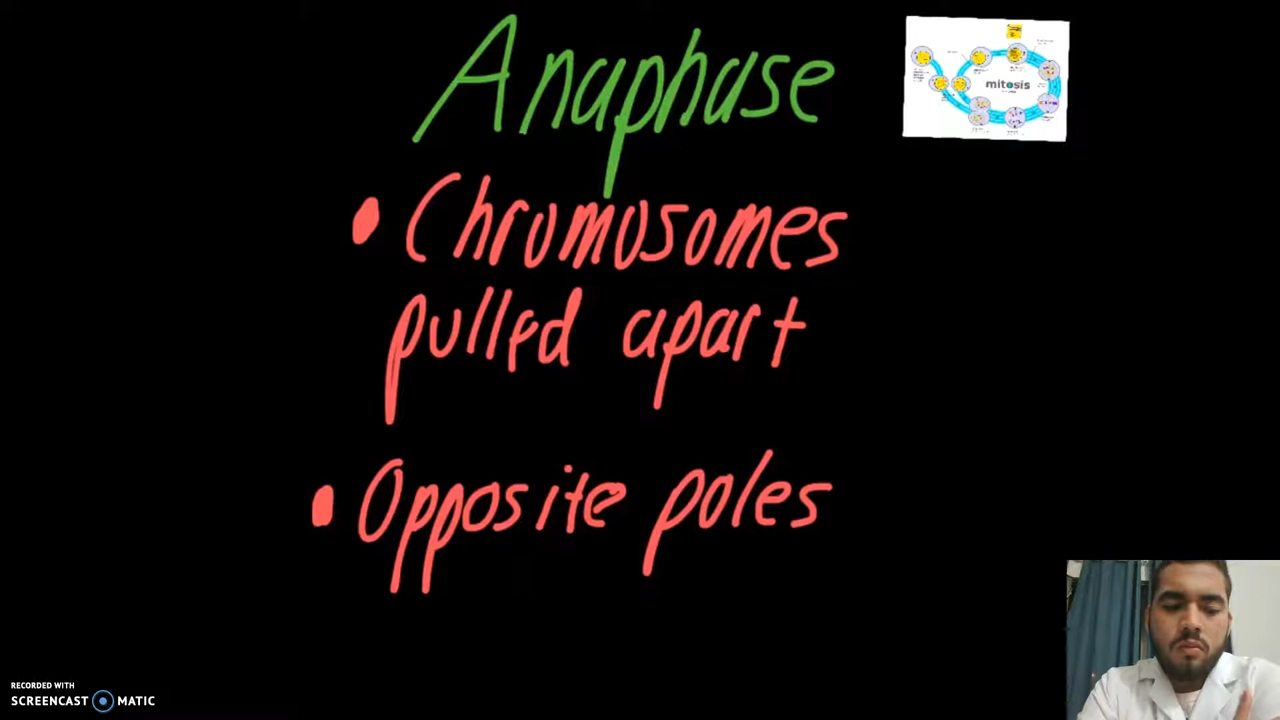 Anaphase
mitosis
• Chromosomes
pulled apart
• Opposite poles
RECORDED WITH
SCREENCAST MATIC